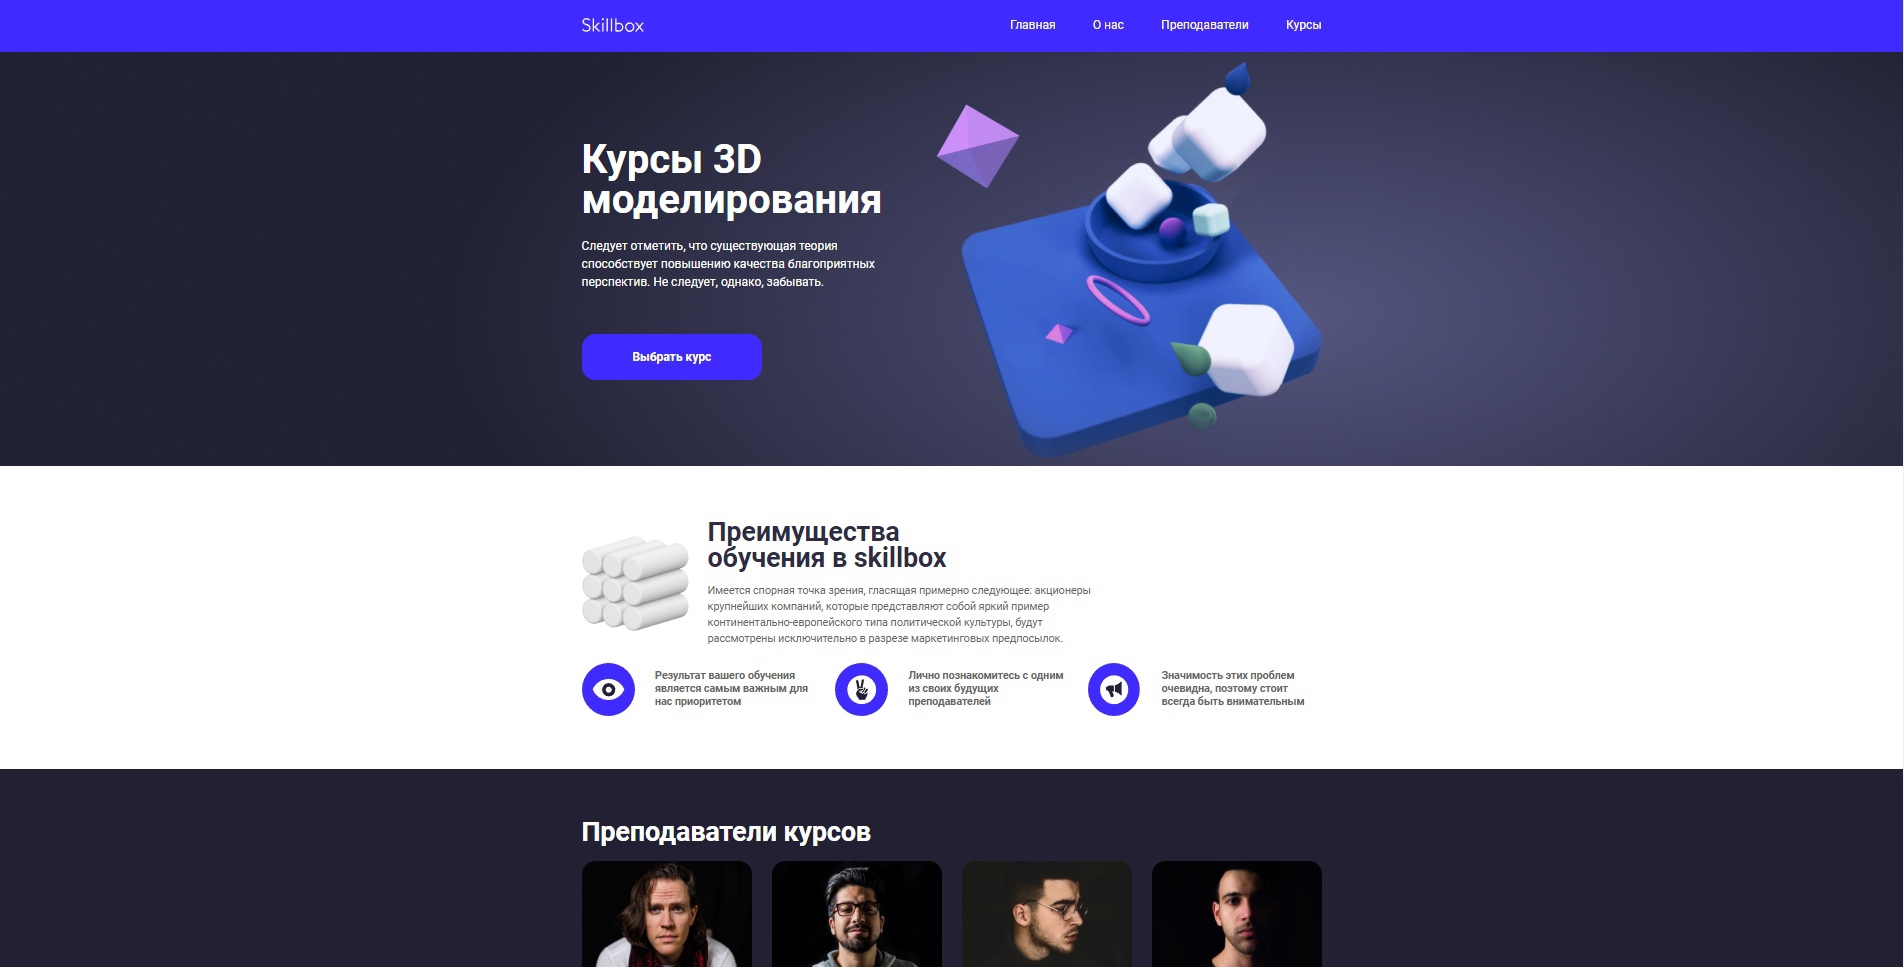 Skillbox
Главная
О нас
Преподаватели
Курсы
Курсы 3D
моделирования
Следует отметить, что существующая теория
способствует повышению качества благоприятных
перспектив. Не следует, однако, забывать.
Выбрать курс
Преимущества
обучения в skillbox
Имеется спорная точка зрения, гласящая примерно следующее: акционеры
крупнейших компаний, которые представляют собой яркий пример
континентально-европейского типа политической культуры, будут
рассмотрены исключительно в разрезе маркетинговых предпосылок.
Результат вашего обучения
является самым важным для
нас приоритетом
Лично познакомитесь с одним
из своих будущих
преподавателей
Значимость этих проблем
очевидна, поэтому стоит
всегда быть внимательным
Преподаватели курсов